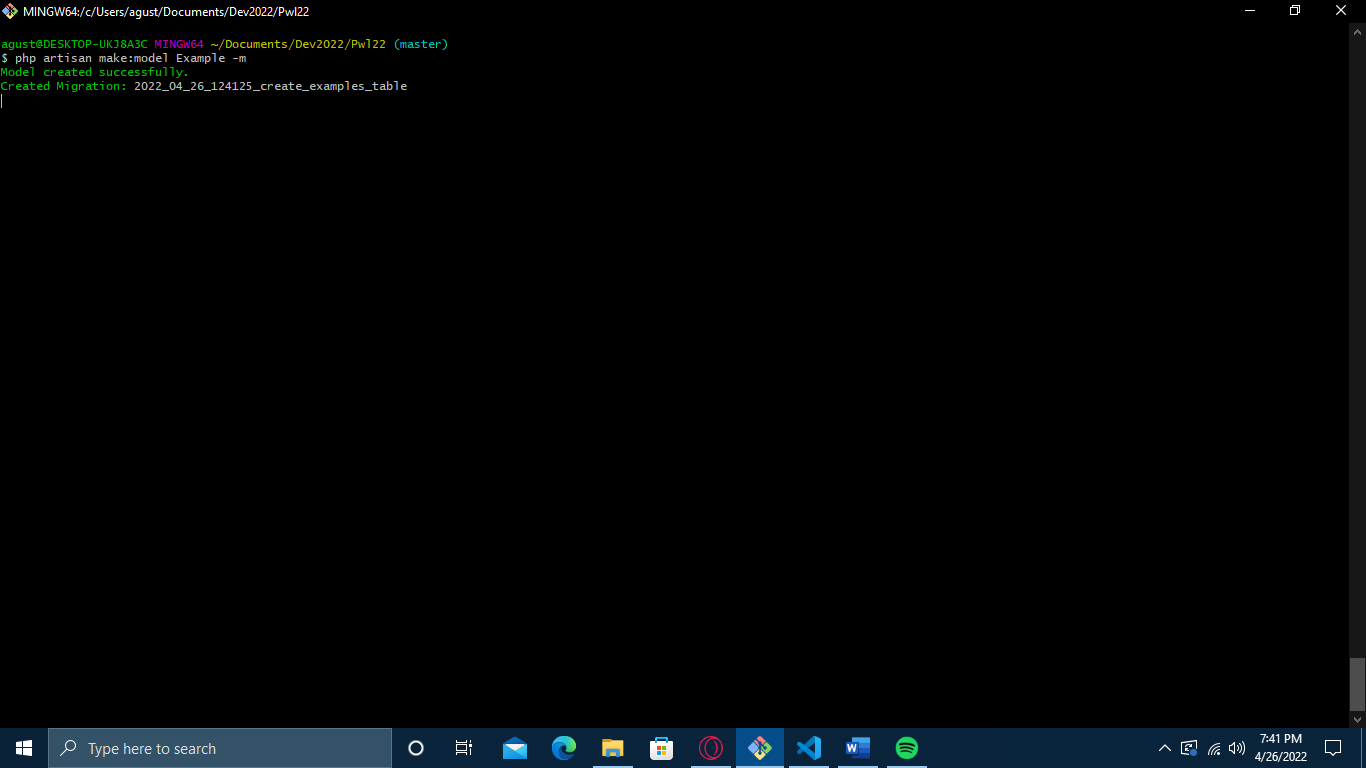 MINGW64:/c/Users/agust/Documents/Dev2022/Pwl22
agust@DESKTOP-UKJ8A3C MINGW64 ~/Documents/Dev2022/Pwl22 (master)
$ php artisan make:model Example -m
Model created successfully.
Created Migration: 2022_04_26_124125_create_examples_table
Type here to search
7:41 PM
4/26/2022